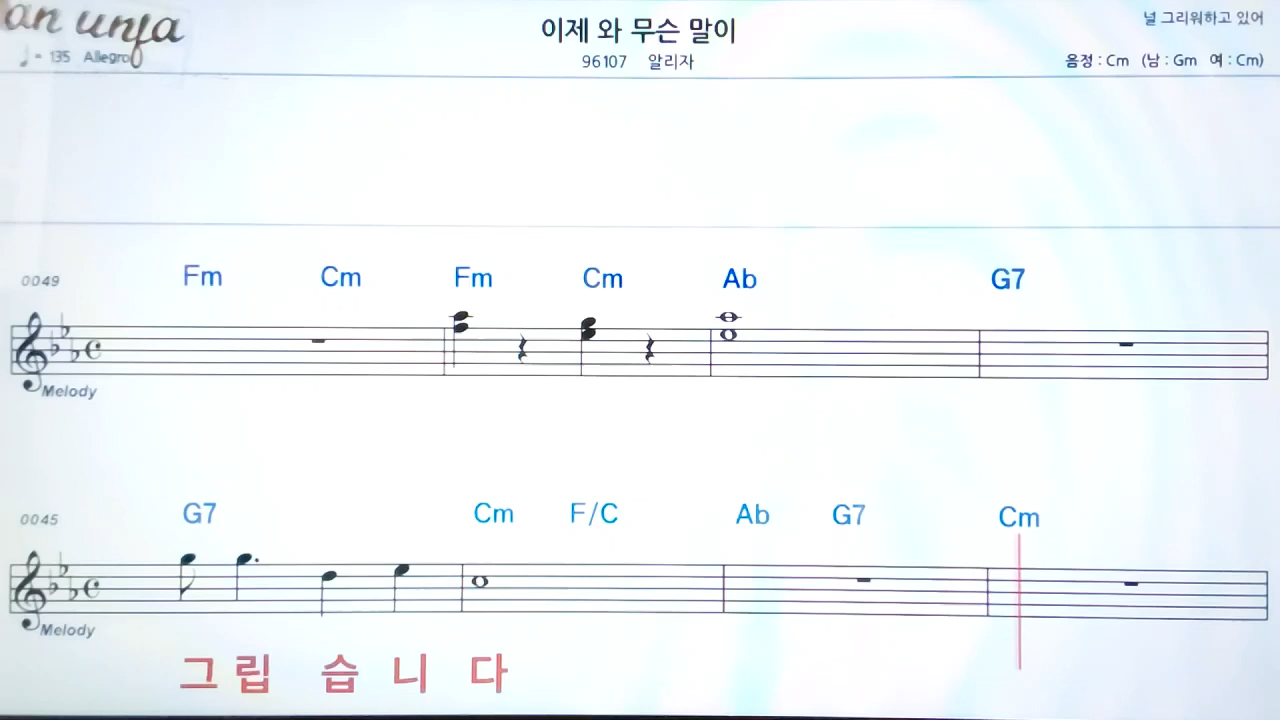 an unfa
♩= 135 Allegro
이제 와 무슨 말이
96107 알리자
널 그리워하고 있어
음정 : Cm (남 : Gm 여 : Cm)
0049 Fm Cm Fm Cm Ab G7
Melody
0045 G7 Cm F/C Ab G7 Cm
Melody
그 립 습 니 다